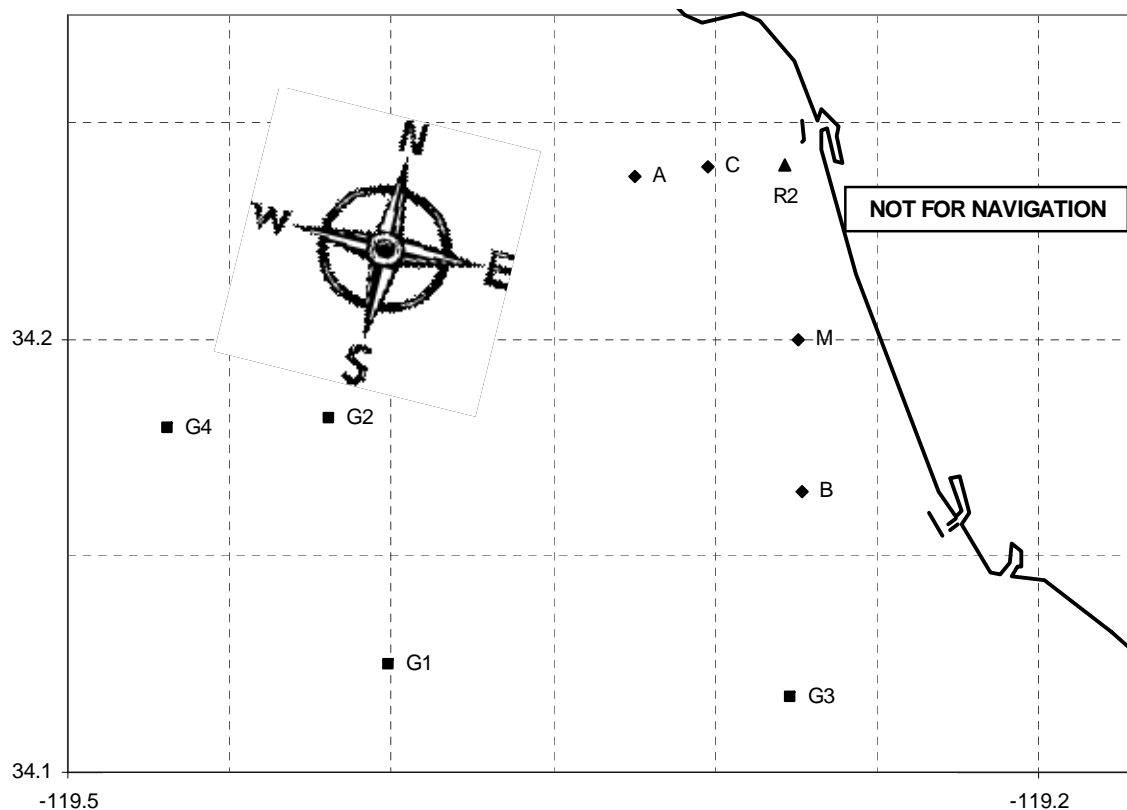 N
W
E
S
A
C
R2
NOT FOR NAVIGATION
34.2
M
G4
G2
B
G1
G3
34.1
-119.5
-119.2